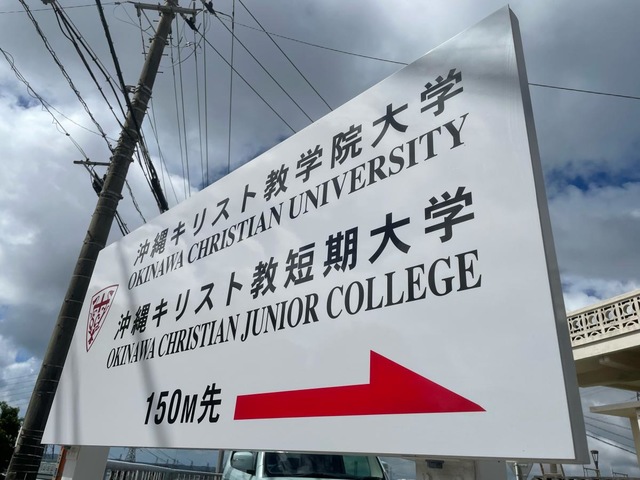 沖縄キリスト教学院大学
OKINAWA CHRISTIAN UNIVERSITY
沖縄キリスト教短期大学
OKINAWA CHRISTIAN JUNIOR COLLEGE
150M先